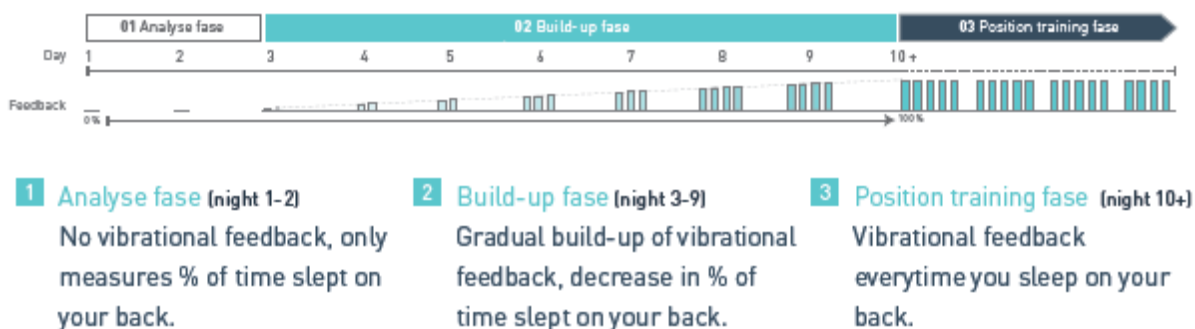 01 Analyse fase
02 Build-up fase
03 Position training fase
Day 1 2 3 4 5 6 7 8 9 10 +
Feedback
0 % 100 %
1 Analyse fase (night 1-2)
No vibrational feedback, only
measures % of time slept on
your back.
2 Build-up fase (night 3-9)
Gradual build-up of vibrational
feedback, decrease in % of
time slept on your back.
3 Position training fase (night 10+)
Vibrational feedback
everytime you sleep on your
back.